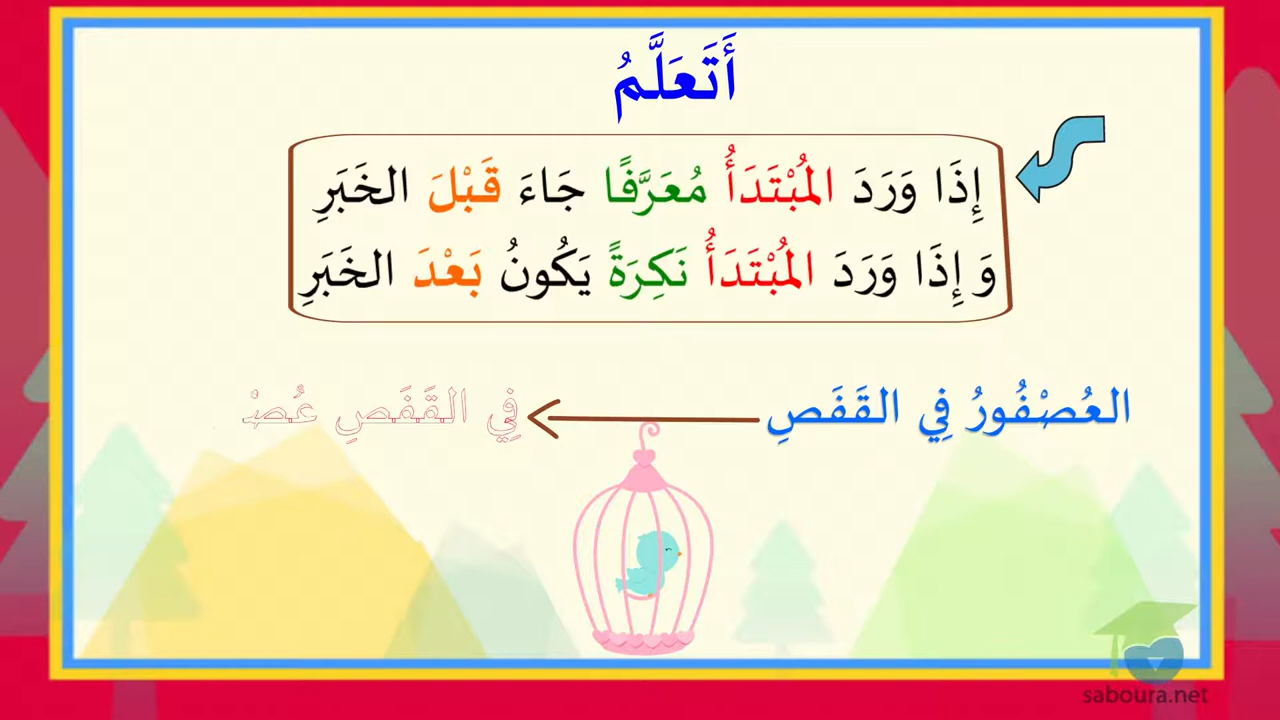 أَتَعَلَّمُ
إِذَا وَرَدَ المُبْتَدَأُ مُعَرَّفًا جَاءَ قَبْلَ الخَبَرِ
وَ إِذَا وَرَدَ المُبْتَدَأُ نَكِرَةً يَكُونُ بَعْدَ الخَبَرِ
العُصْفُورُ فِي القَفَصِ فِي القَفَصِ عُصْ
saboura.net